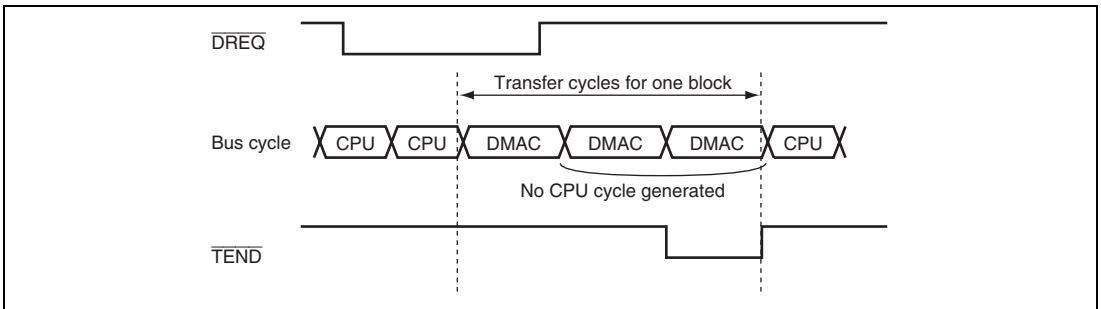 DREQ
Transfer cycles for one block
Bus cycle CPU CPU DMAC DMAC DMAC CPU
No CPU cycle generated
TEND